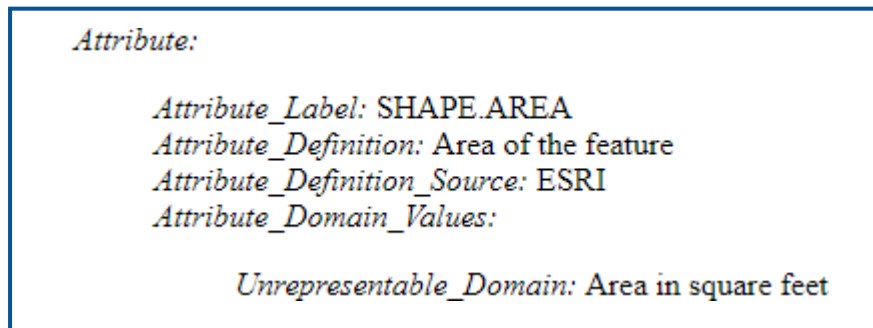 Attribute:
Attribute_Label: SHAPE.AREA
Attribute_Definition: Area of the feature
Attribute_Definition_Source: ESRI
Attribute_Domain_Values:
Unrepresentable_Domain: Area in square feet